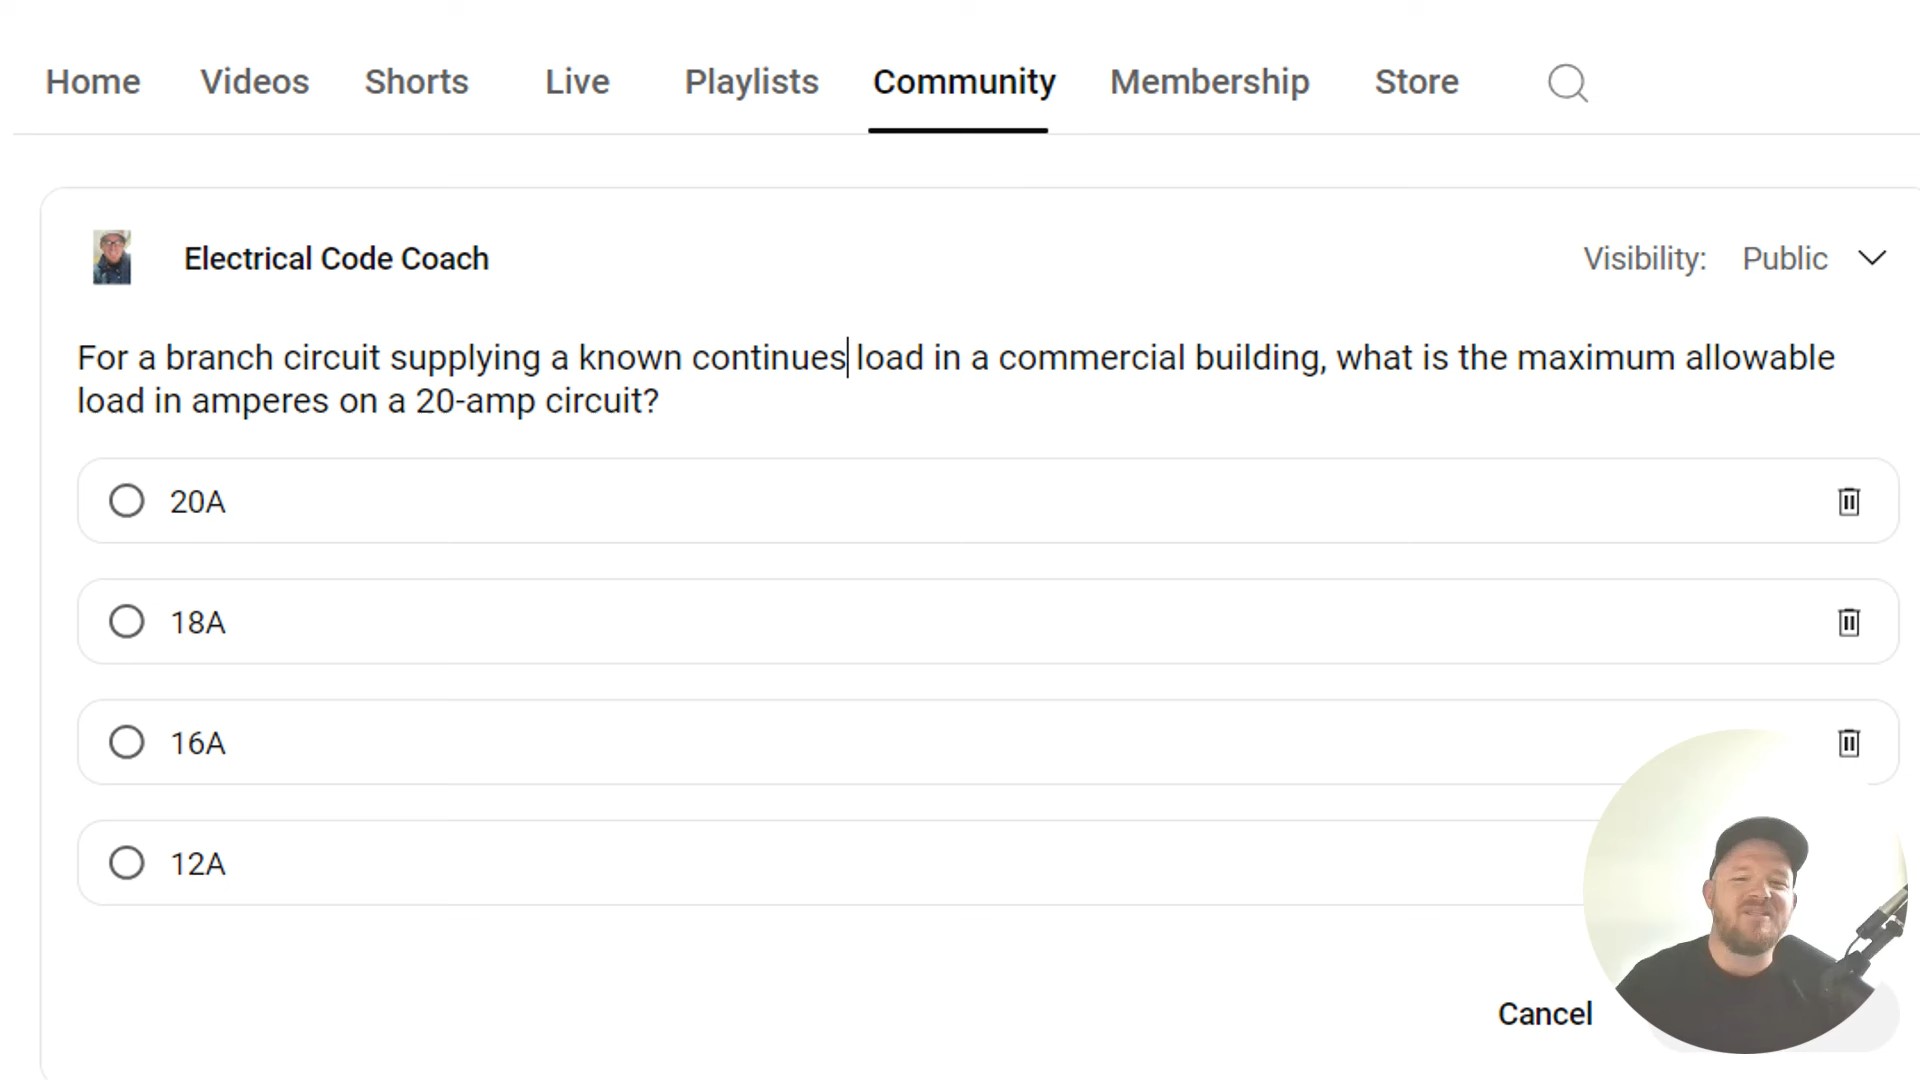 Home Videos Shorts Live Playlists Community Membership Store
Electrical Code Coach Visibility: Public
For a branch circuit supplying a known continues load in a commercial building, what is the maximum allowable
load in amperes on a 20-amp circuit?
20A
18A
16A
12A
Cancel